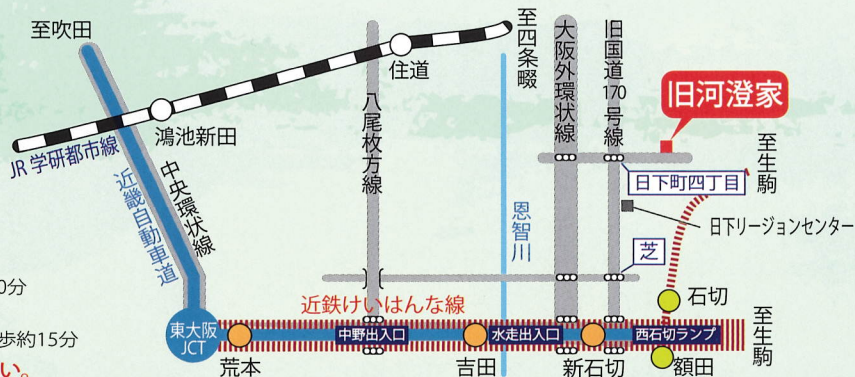 至吹田
住道
鴻池新田
JR 学研都市線
近畿自動車道
中央環状線
八尾枚方線
至四条畷
恩智川
大阪外環状線
旧国道170号線
旧河澄家
至生駒
日下町四丁目
日下リージョンセンター
芝
石切
0分
歩約15分
い。
近鉄けいはんな線
東大阪
JCT
荒本
中野出入口
吉田
水走出入口
新石切
西石切ランプ
額田
至生駒